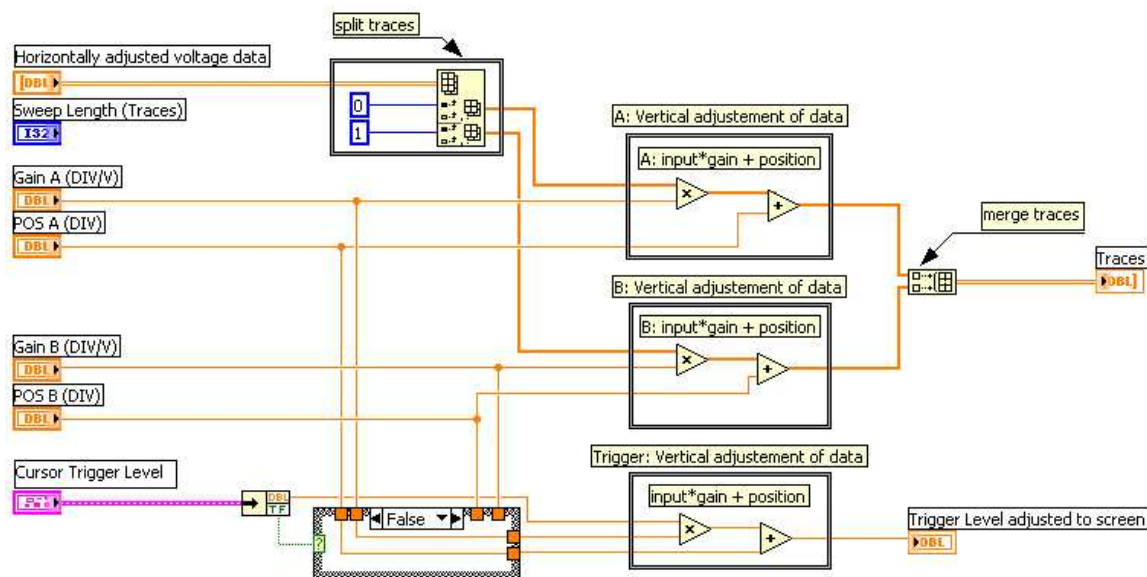 split traces
Horizontally adjusted voltage data
[DBL]
0
Sweep Length (Traces)
I32
1
A: Vertical adjustement of data
A: input*gain + position
Gain A (DIV/V)
DBL
POS A (DIV)
DBL
merge traces
Traces
DBL]
B: Vertical adjustement of data
B: input*gain + position
Gain B (DIV/V)
DBL
POS B (DIV)
DBL
Trigger: Vertical adjustement of data
Cursor Trigger Level
input*gain + position
DBL
TF
False
?
Trigger Level adjusted to screen
DBL